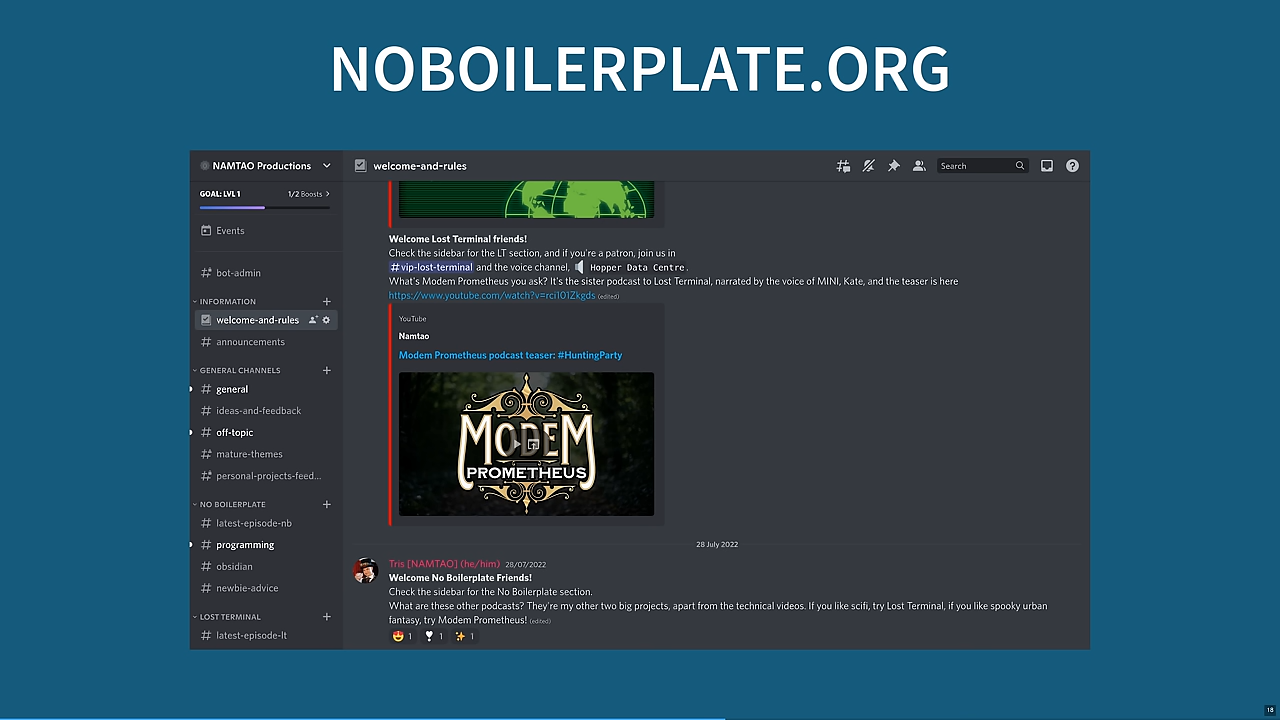 NOBOILERPLATE.ORG
NAMTAO Productions
GOAL: LVL 1
1/2 Boosts
Events
bot-admin
INFORMATION
welcome-and-rules
announcements
GENERAL CHANNELS
general
ideas-and-feedback
off-topic
mature-themes
personal-projects-feed...
NO BOILERPLATE
latest-episode-nb
programming
obsidian
newbie-advice
LOST TERMINAL
latest-episode-lt
welcome-and-rules
Search
Welcome Lost Terminal friends!
Check the sidebar for the LT section, and if you're a patron, join us in
#vip-lost-terminal and the voice channel, Hopper Data Centre.
What's Modem Prometheus you ask? It's the sister podcast to Lost Terminal, narrated by the voice of MINI, Kate, and the teaser is here
https://www.youtube.com/watch?v=rci101Zkgds (edited)
YouTube
Namtao
Modem Prometheus podcast teaser: #HuntingParty
MODEM
PROMETHEUS
28 July 2022
Tris [NAMTAO] (he/him) 28/07/2022
Welcome No Boilerplate Friends!
Check the sidebar for the No Boilerplate section.
What are these other podcasts? They're my other two big projects, apart from the technical videos. If you like scifi, try Lost Terminal, if you like spooky urban
fantasy, try Modem Prometheus! (edited)
1 1 1
18